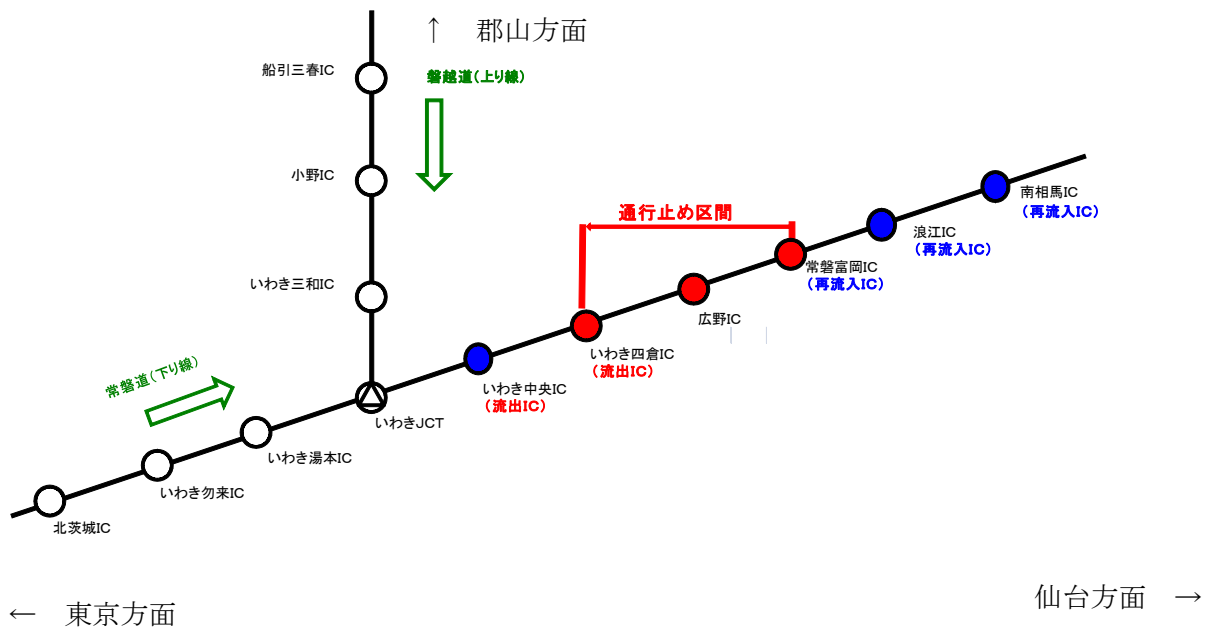 ↑ 郡山方面
船引三春IC
磐越道(上り線)
小野IC
南相馬IC
(再流入IC)
通行止め区間
浪江IC
(再流入IC)
常磐富岡IC
(再流入IC)
いわき三和IC
広野IC
いわき四倉IC
(流出IC)
常磐道(下り線)
いわき中央IC
(流出IC)
いわきJCT
いわき湯本IC
いわき勿来IC
北茨城IC
仙台方面 →
← 東京方面